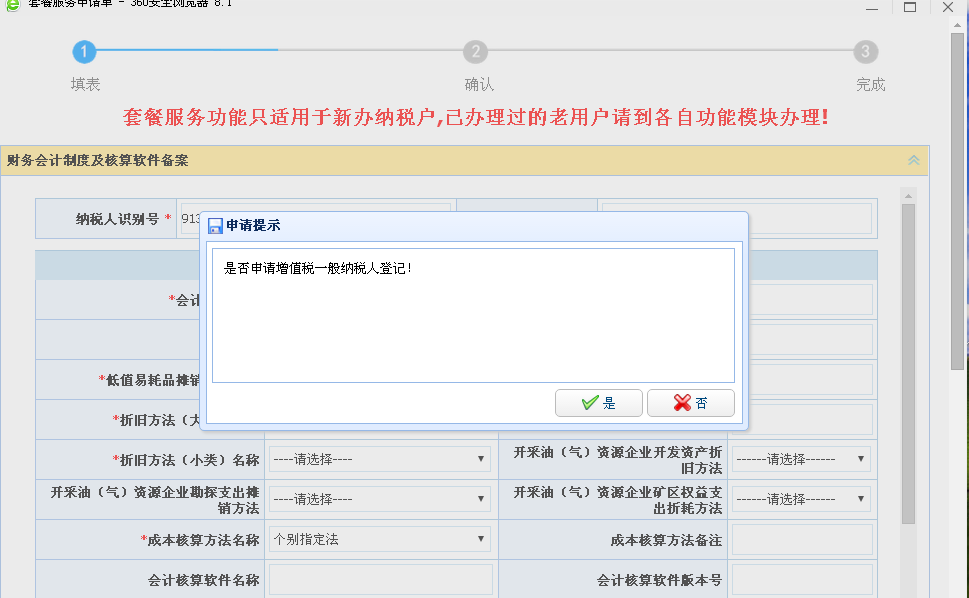 套餐服务申请单 - 360安全浏览器 8.1
1
2
3
填表
确认
完成
套餐服务功能只适用于新办纳税户,已办理过的老用户请到各自功能模块办理!
财务会计制度及核算软件备案
纳税人识别号 *
913
申请提示
是否申请增值税一般纳税人登记!
是
否
*会计
*低值易耗品摊销
*折旧方法（大
*折旧方法（小类）名称
----请选择----
开采油（气）资源企业开发资产折
旧方法
------请选择------
开采油（气）资源企业勘探支出摊
销方法
----请选择----
开采油（气）资源企业矿区权益支
出折耗方法
------请选择------
*成本核算方法名称
个别指定法
成本核算方法备注
会计核算软件名称
会计核算软件版本号